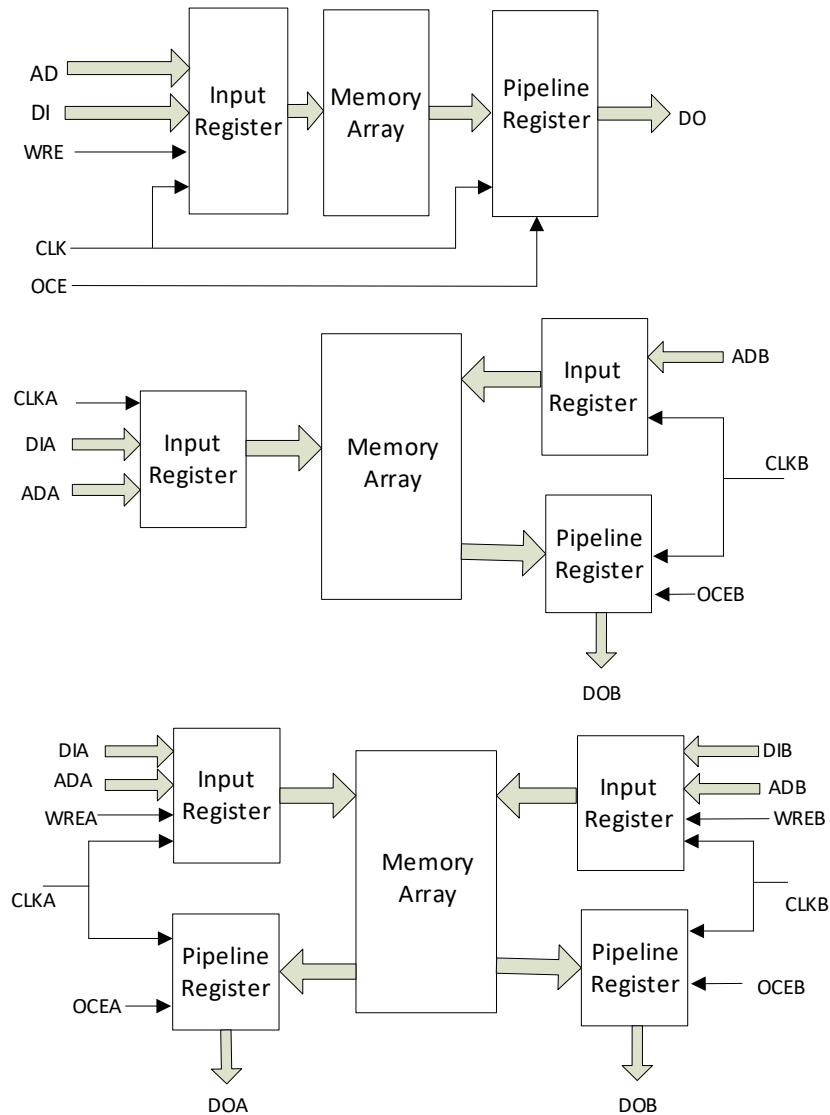 AD
DI
WRE
CLK
OCE
Input
Register
Memory
Array
Pipeline
Register
DO
CLKA
DIA
ADA
Input
Register
Memory
Array
Input
Register
ADB
CLKB
Pipeline
Register
OCEB
DOB
DIA
ADA
WREA
CLKA
Input
Register
Memory
Array
Input
Register
DIB
ADB
WREB
CLKB
Pipeline
Register
OCEA
DOA
Pipeline
Register
OCEB
DOB